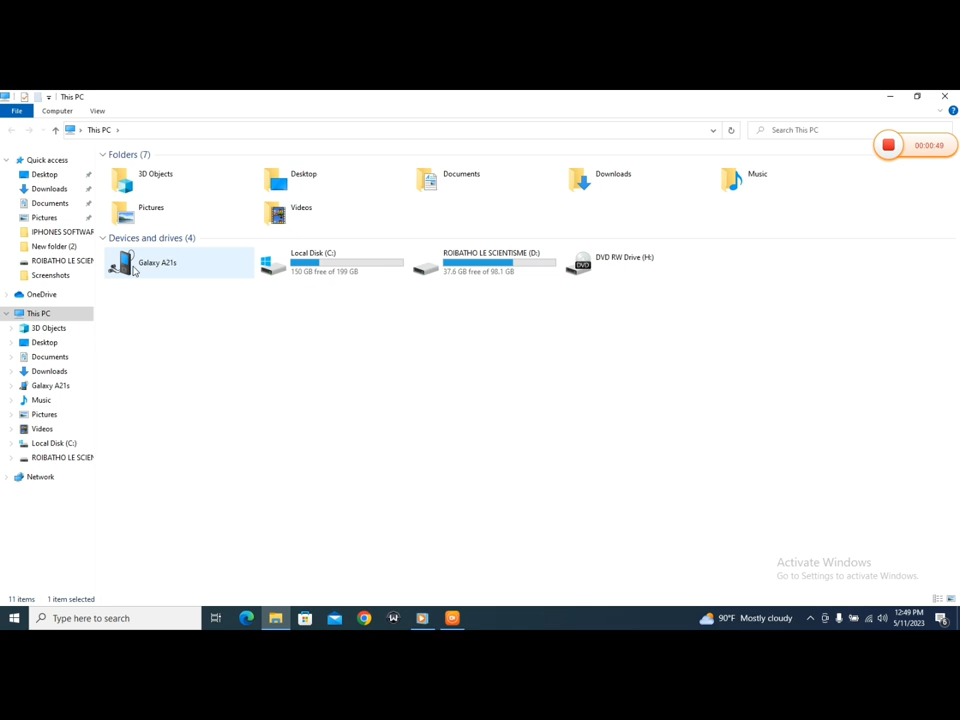 This PC
File Computer View
This PC
Search This PC
00:00:49
Quick access
Desktop
Downloads
Documents
Pictures
IPHONES SOFTWAR
New folder (2)
ROIBATHO LE SCIEN
Screenshots
OneDrive
This PC
3D Objects
Desktop
Documents
Downloads
Galaxy A21s
Music
Pictures
Videos
Local Disk (C:)
ROIBATHO LE SCIEN
Network
Folders (7)
3D Objects Desktop Documents Downloads Music
Pictures Videos
Devices and drives (4)
Galaxy A21s
Local Disk (C:)
150 GB free of 199 GB
ROIBATHO LE SCIENTISME (D:)
37.6 GB free of 98.1 GB
DVD RW Drive (H:)
DVD
Activate Windows
Go to Settings to activate Windows.
11 items 1 item selected
Type here to search
90°F Mostly cloudy
12:49 PM
5/11/2023
6